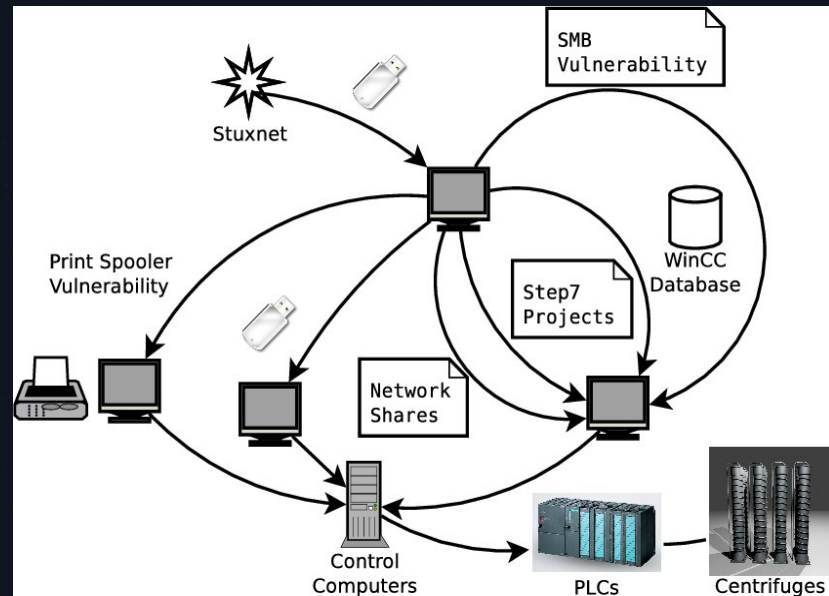 SMB
Vulnerability
Stuxnet
Print Spooler
Vulnerability
WinCC
Database
Step7
Projects
Network
Shares
Control
Computers
PLCs
Centrifuges